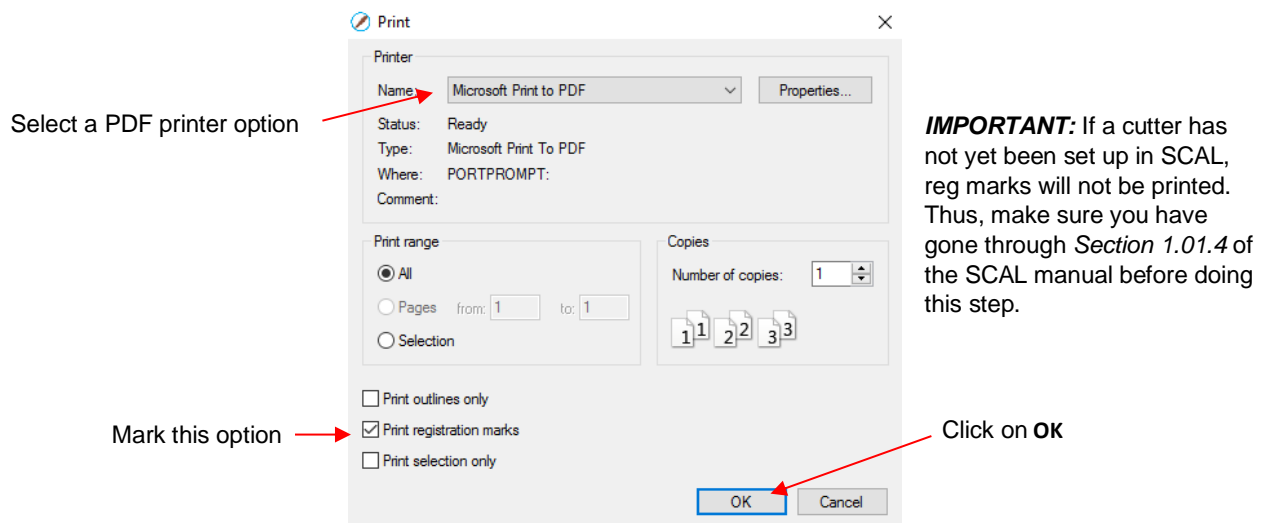 Print
Printer
Name: Microsoft Print to PDF Properties...
Select a PDF printer option
Status: Ready
Type: Microsoft Print To PDF
Where: PORTPROMPT:
Comment:
IMPORTANT: If a cutter has
not yet been set up in SCAL,
reg marks will not be printed.
Thus, make sure you have
gone through Section 1.01.4 of
the SCAL manual before doing
this step.
Print range
All
Pages from: 1 to: 1
Selection
Copies
Number of copies: 1
1 1 2 2 3 3
Print outlines only
Mark this option
Print registration marks
Print selection only
Click on OK
OK Cancel